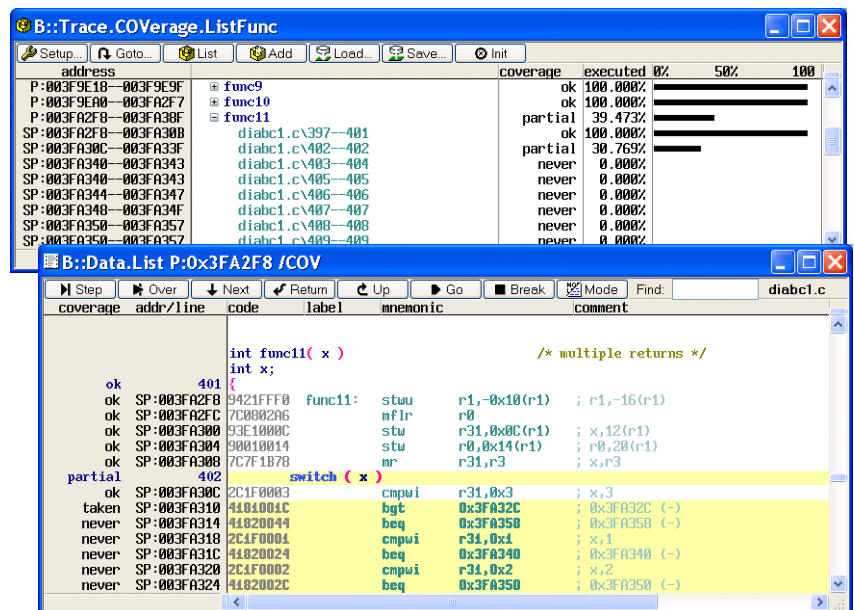 B::Trace.COVerage.ListFunc
Setup... Goto... List Add Load... Save... Init
address coverage executed 0% 50% 100
P:003F9E18--003F9E9F func9 ok 100.000%
P:003F9EA0--003FA2F7 func10 ok 100.000%
P:003FA2F8--003FA38F func11 partial 39.473%
SP:003FA2F8--003FA30B diabc1.c\397--401 ok 100.000%
SP:003FA30C--003FA33F diabc1.c\402--402 partial 30.769%
SP:003FA340--003FA343 diabc1.c\403--404 never 0.000%
SP:003FA340--003FA343 diabc1.c\405--405 never 0.000%
SP:003FA344--003FA347 diabc1.c\406--406 never 0.000%
SP:003FA348--003FA34F diabc1.c\407--407 never 0.000%
SP:003FA350--003FA357 diabc1.c\408--408 never 0.000%
SP:003FA350--003FA357 diabc1.c\409--409 never 0.000%
B::Data.List P:0x3FA2F8 /COV
Step Over Next Return Up Go Break Mode Find: diabc1.c
coverage addr/line code label mnemonic comment
int func11( x ) /* multiple returns */
int x;
ok 401 {
ok SP:003FA2F8 9421FFF0 func11: stwu r1,-0x10(r1) ; r1,-16(r1)
ok SP:003FA2FC 7C0802A6 mflr r0
ok SP:003FA300 93E1000C stw r31,0x0C(r1) ; x,12(r1)
ok SP:003FA304 90010014 stw r0,0x14(r1) ; r0,20(r1)
ok SP:003FA308 7C7F1B78 mr r31,r3 ; x,r3
partial 402 switch ( x )
ok SP:003FA30C 2C1F0003 cmpwi r31,0x3 ; x,3
taken SP:003FA310 4181001C bgt 0x3FA32C ; 0x3FA32C (-)
never SP:003FA314 41820044 beq 0x3FA358 ; 0x3FA358 (-)
never SP:003FA318 2C1F0001 cmpwi r31,0x1 ; x,1
never SP:003FA31C 41820024 beq 0x3FA340 ; 0x3FA340 (-)
never SP:003FA320 2C1F0002 cmpwi r31,0x2 ; x,2
never SP:003FA324 4182002C beq 0x3FA350 ; 0x3FA350 (-)